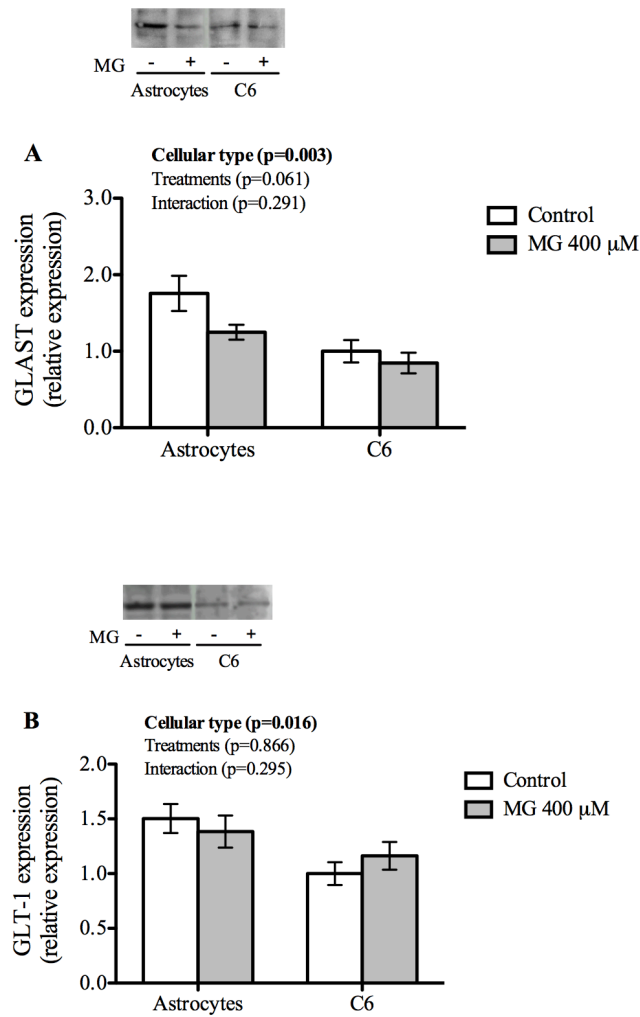 MG - + - +
Astrocytes C6
A
Cellular type (p=0.003)
Treatments (p=0.061)
Interaction (p=0.291)
GLAST expression
(relative expression)
3.0
2.0
1.0
0.0
Control
MG 400 μM
Astrocytes C6
MG - + - +
Astrocytes C6
B
Cellular type (p=0.016)
Treatments (p=0.866)
Interaction (p=0.295)
GLT-1 expression
(relative expression)
2.0
1.5
1.0
0.5
0.0
Control
MG 400 μM
Astrocytes C6